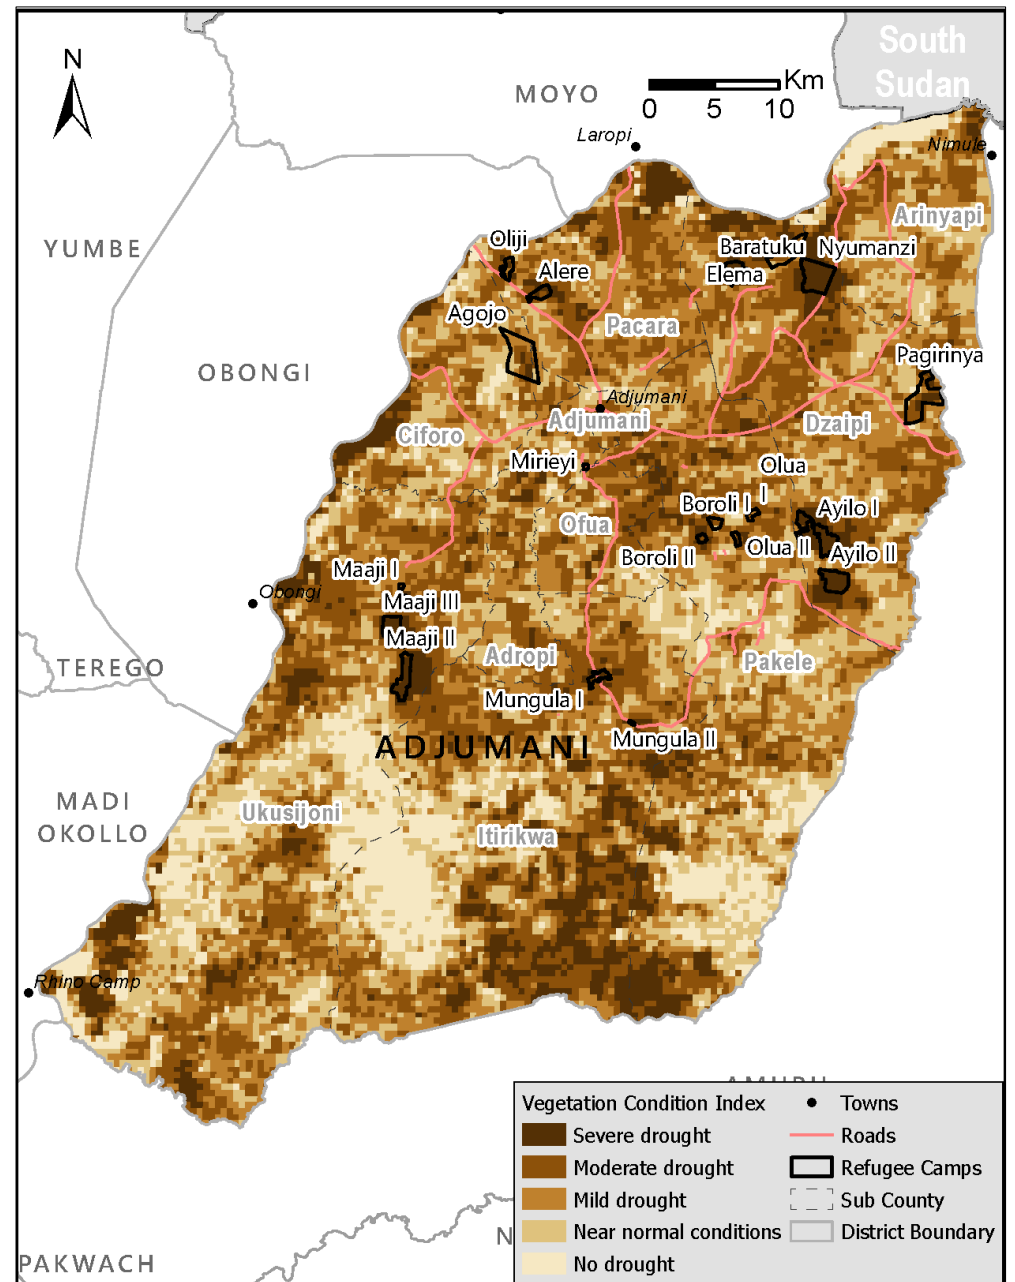 South
Sudan
N
MOYO
Km
0 5 10
Laropi
Nimule
Arinyapi
YUMBE
Oliji
Baratuku
Nyumanzi
Alere
Elema
Agojo
Pacara
Pagirinya
OBONGI
Adjumani
Adjumani
Dzaipi
Ciforo
Mirieyi
Olua
I
Boroli I
Ayilo I
Ofua
Olua II
Boroli II
Ayilo II
Maaji I
Obongi
Maaji III
Maaji II
TEREGO
Adropi
Pakele
Mungula I
Mungula II
ADJUMANI
MADI
OKOLLO
Ukusijoni
Itirikwa
Rhino Camp
Vegetation Condition Index
Severe drought
Moderate drought
Mild drought
Near normal conditions
No drought
Towns
Roads
Refugee Camps
Sub County
District Boundary
N
PAKWACH